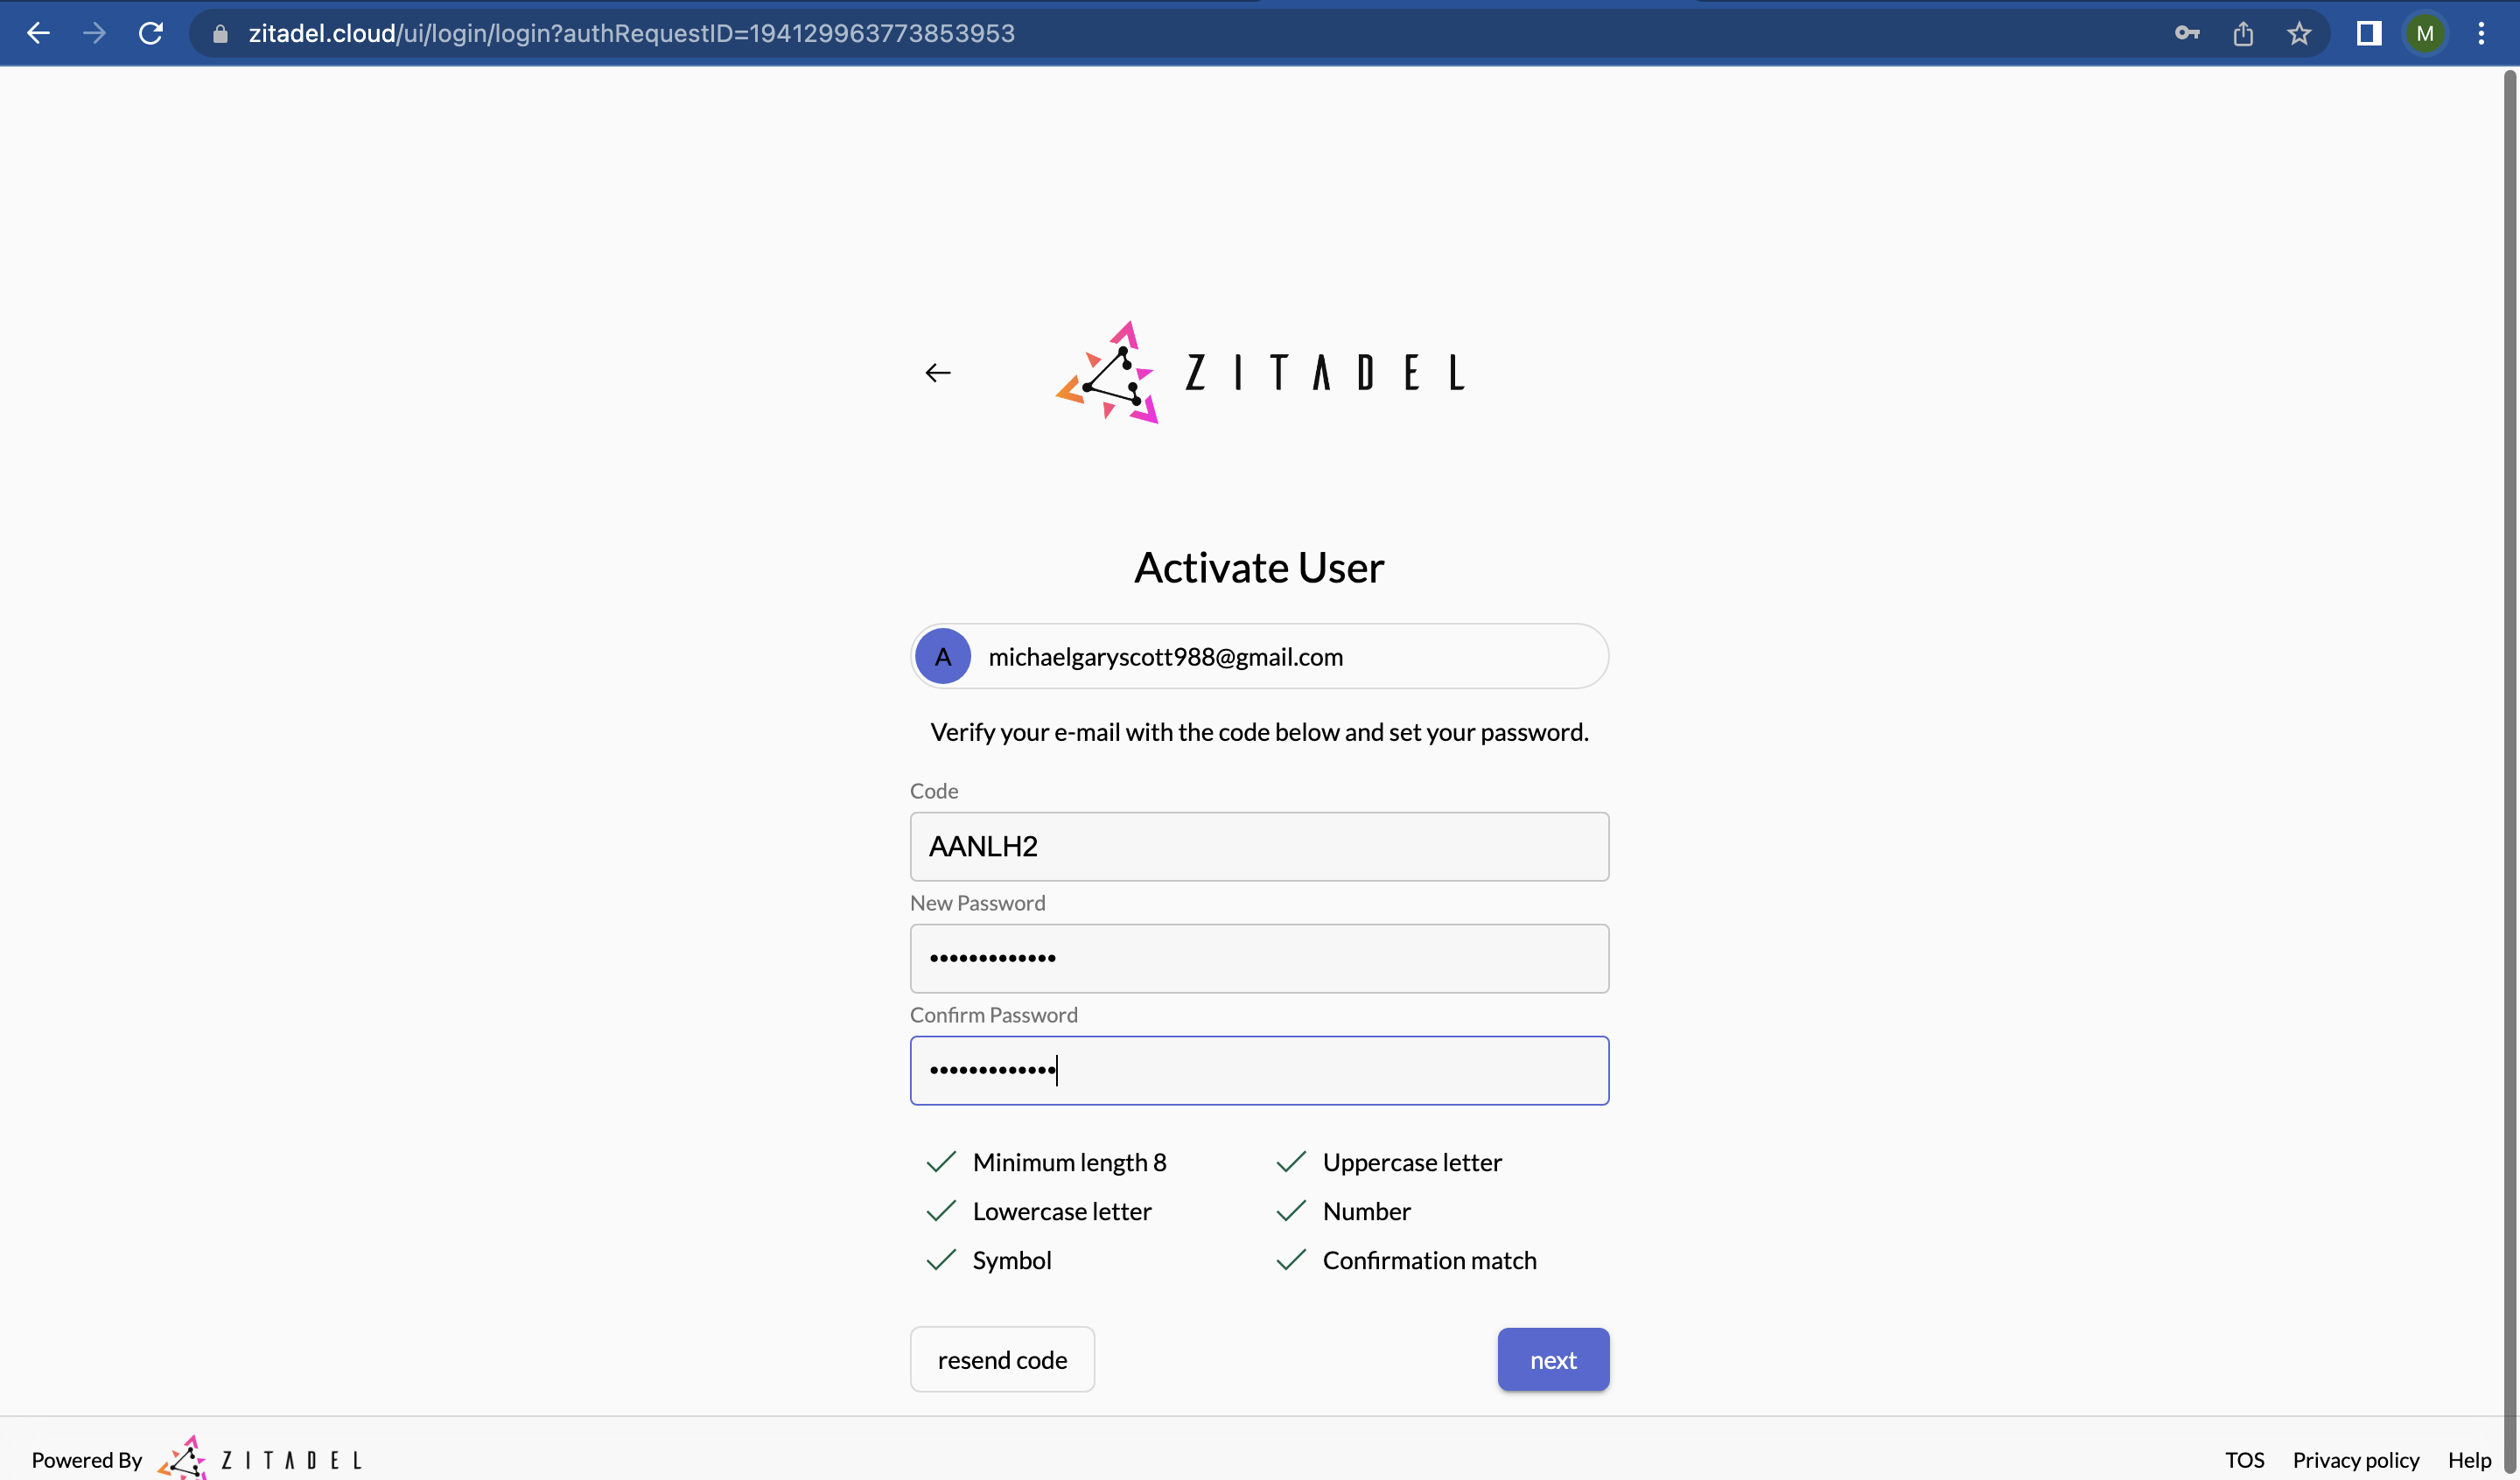 zitadel.cloud/ui/login/login?authRequestID=194129963773853953
M
ZITADEL
Activate User
A michaelgaryscott988@gmail.com
Verify your e-mail with the code below and set your password.
Code
AANLH2
New Password
•••••••••••••
Confirm Password
•••••••••••••
Minimum length 8 Uppercase letter
Lowercase letter Number
Symbol Confirmation match
resend code next
Powered By ZITADEL TOS Privacy policy Help